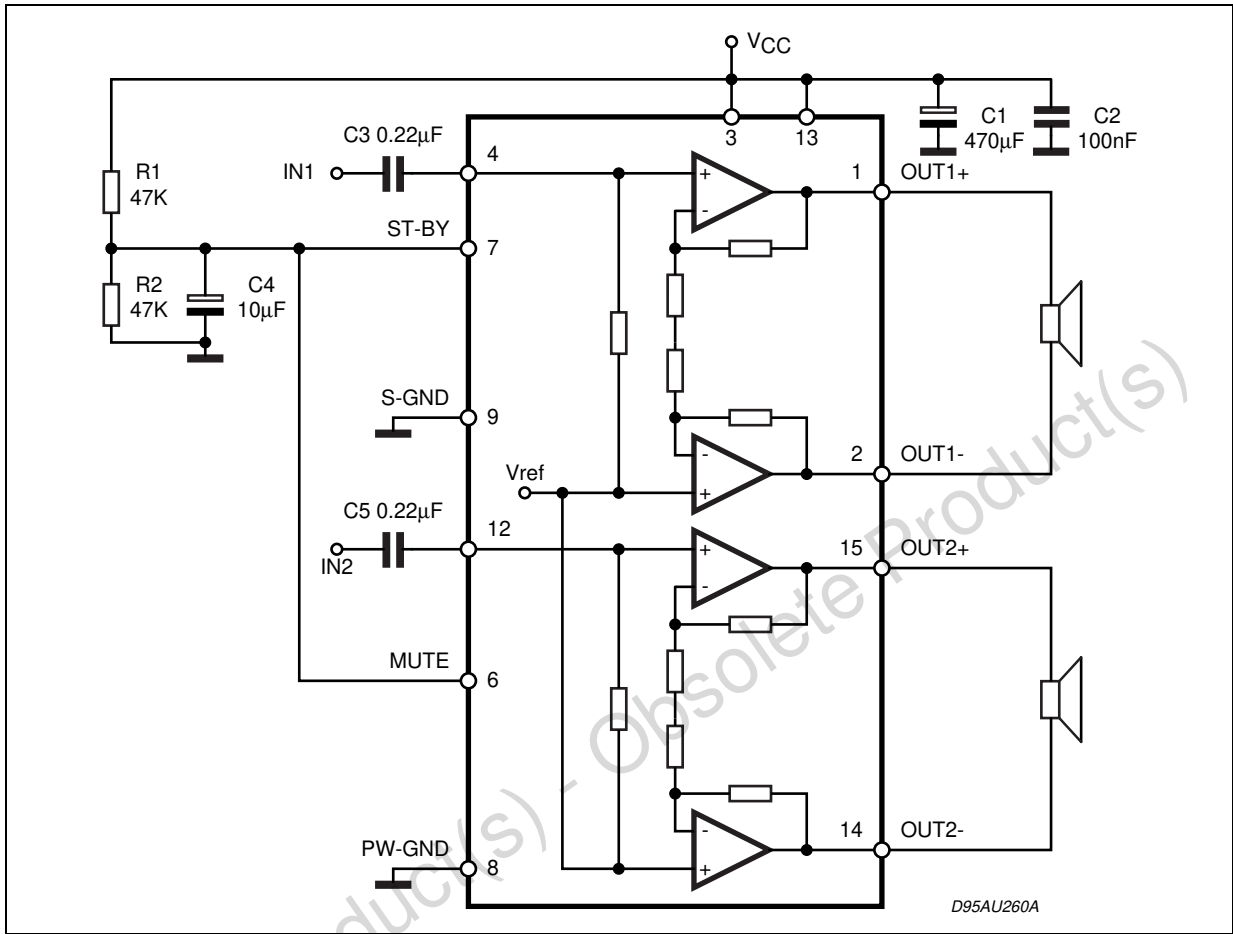 VCC
3
13
C1
470µF
C2
100nF
C3 0.22µF
IN1
4
+
-
1
OUT1+
R1
47K
ST-BY
7
R2
47K
C4
10µF
S-GND
9
-
+
2
OUT1-
Vref
C5 0.22µF
IN2
12
+
-
15
OUT2+
MUTE
6
-
+
14
OUT2-
PW-GND
8
D95AU260A
duct(s) - Obsolete Product(s)